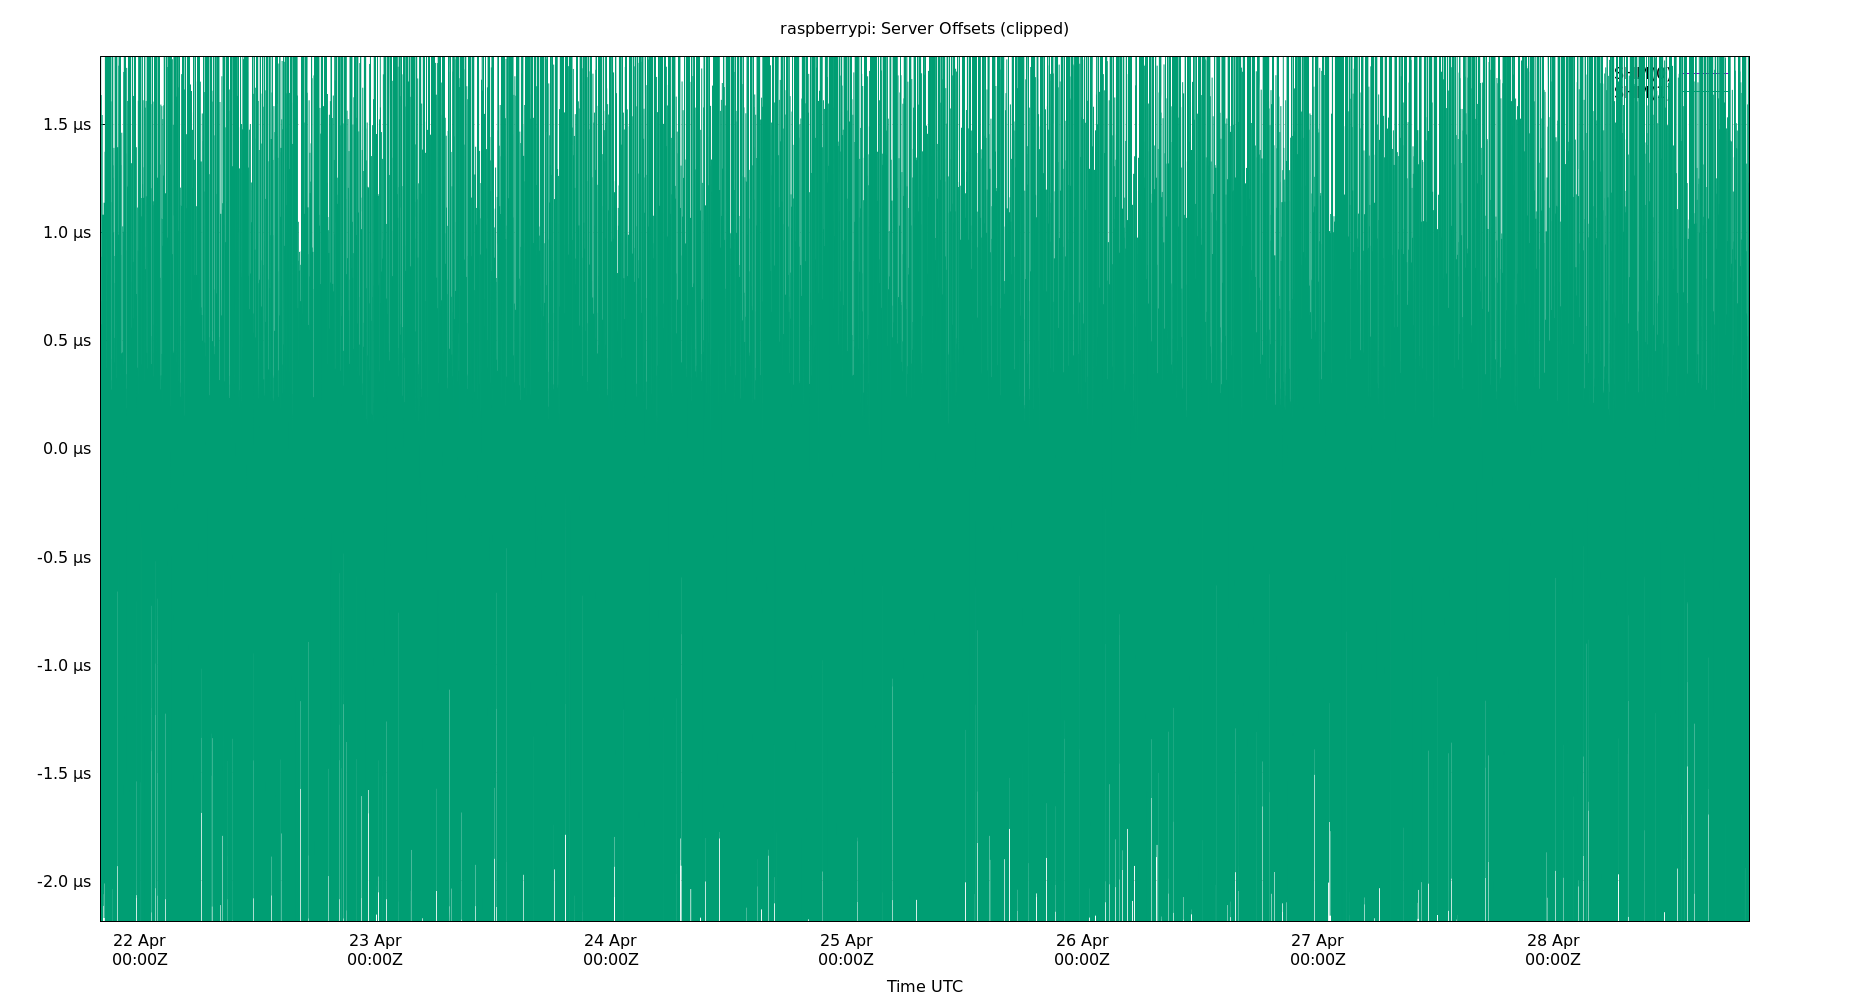 raspberrypi: Server Offsets (clipped)
1.5 µs
1.0 µs
0.5 µs
0.0 µs
-0.5 µs
-1.0 µs
-1.5 µs
-2.0 µs
22 Apr
00:00Z
23 Apr
00:00Z
24 Apr
00:00Z
25 Apr
00:00Z
26 Apr
00:00Z
27 Apr
00:00Z
28 Apr
00:00Z
Time UTC